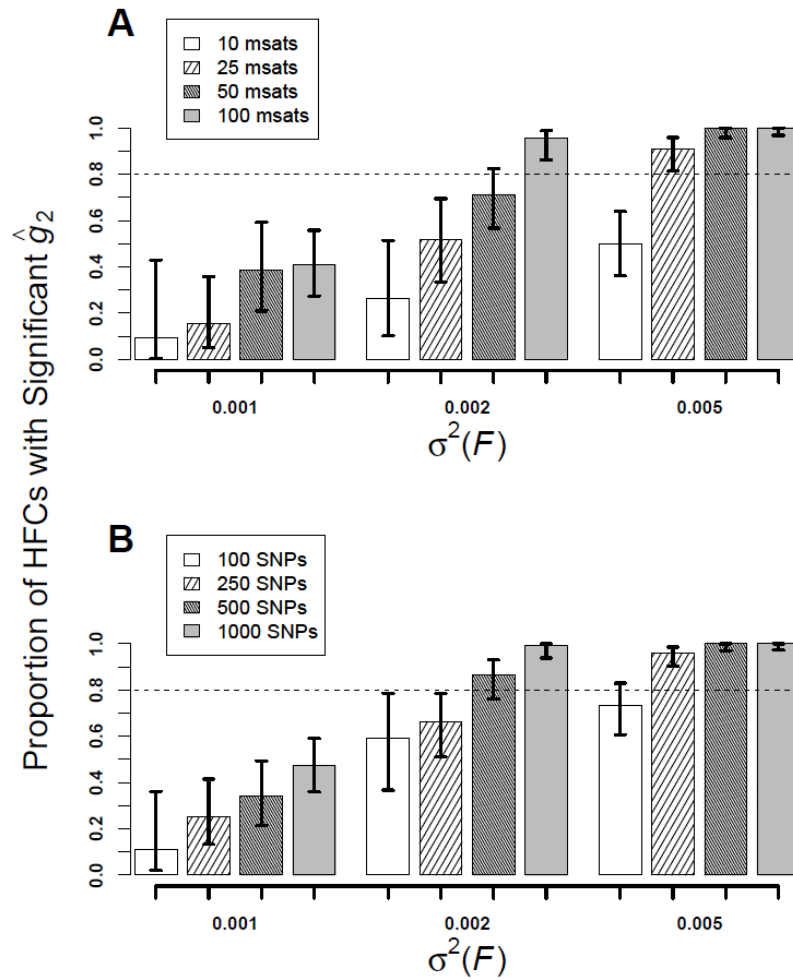 A
10 msats
25 msats
50 msats
100 msats
1.0
0.8
0.6
0.4
0.2
0.0
0.001 0.002 0.005
σ²(F)
Proportion of HFCs with Significant ĝ₂
B
100 SNPs
250 SNPs
500 SNPs
1000 SNPs
1.0
0.8
0.6
0.4
0.2
0.0
0.001 0.002 0.005
σ²(F)